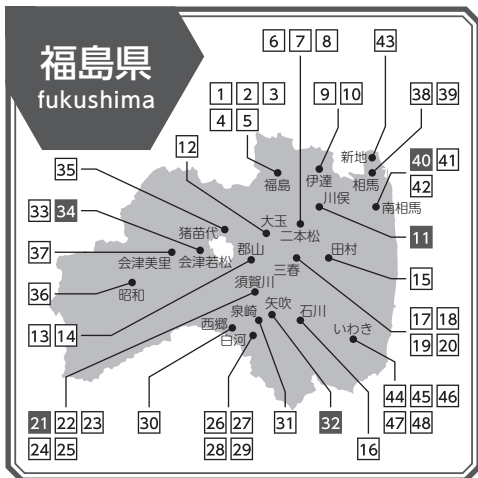 福島県
fukushima
6 7 8
43
1 2 3
4 5
9 10
38 39
12
40 41
42
35
新地
相馬
南相馬
伊達
福島
川俣
11
33 34
大玉
二本松
猪苗代
37
会津美里
会津若松
郡山
田村
三春
15
36
昭和
須賀川
13 14
17 18
19 20
泉崎
矢吹
石川
いわき
西郷
白河
21 22 23
24 25
30
26 27
28 29
31
32
16
44 45 46
47 48